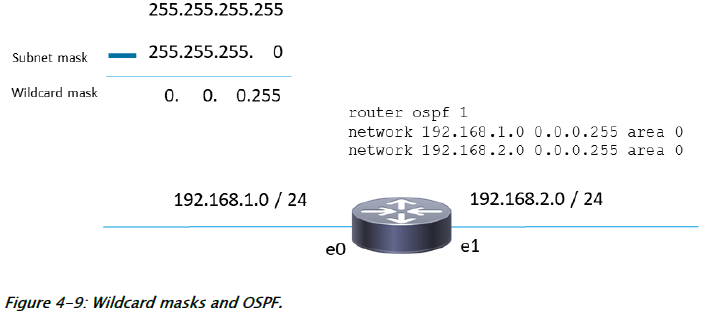 255.255.255.255
Subnet mask 255.255.255. 0
Wildcard mask 0. 0. 0.255
router ospf 1
network 192.168.1.0 0.0.0.255 area 0
network 192.168.2.0 0.0.0.255 area 0
192.168.1.0 / 24 192.168.2.0 / 24
e0 e1
Figure 4-9: Wildcard masks and OSPF.